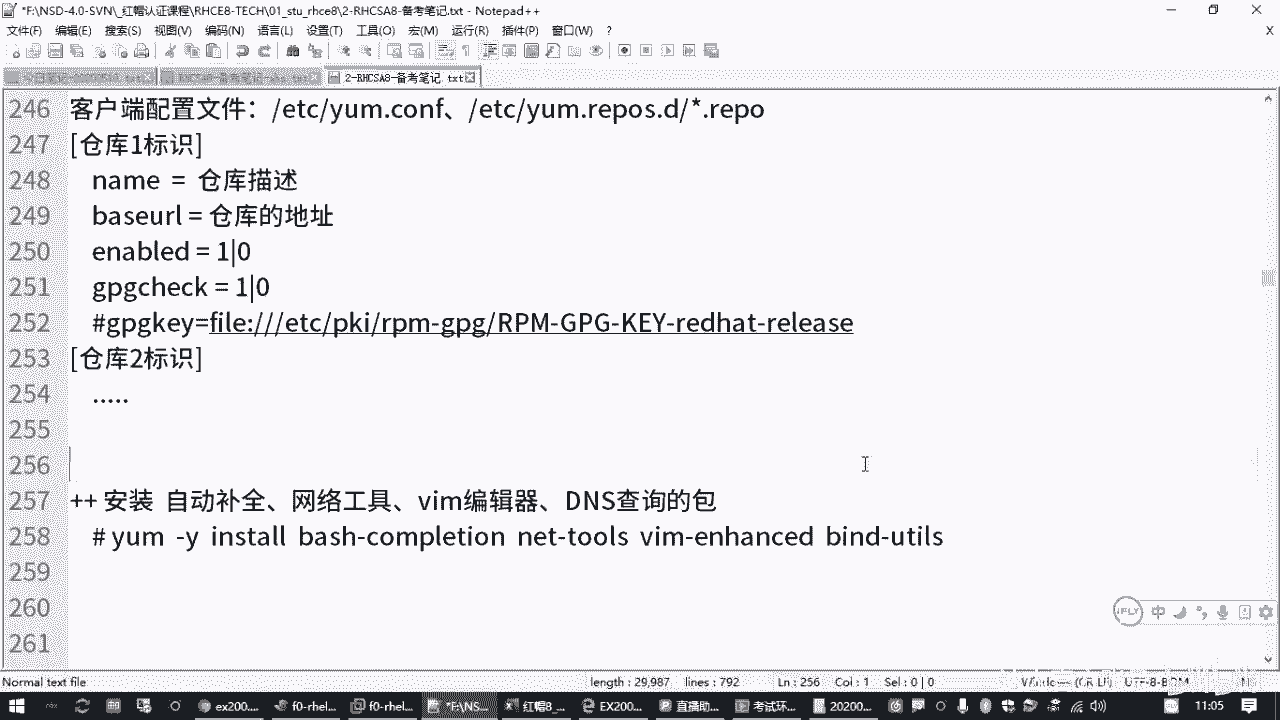 *F:\NSD-4.0-SVN\_红帽认证课程\RHCE8-TECH\01_stu_rhce8\2-RHCSA8-备考笔记.txt - Notepad++
文件(F) 编辑(E) 搜索(S) 视图(V) 编码(N) 语言(L) 设置(T) 工具(O) 宏(M) 运行(R) 插件(P) 窗口(W) ? X
2-RHCSA8-备考笔记.txt
246 客户端配置文件：/etc/yum.conf、/etc/yum.repos.d/*.repo
247 [仓库1标识]
248 name = 仓库描述
249 baseurl = 仓库的地址
250 enabled = 1|0
251 gpgcheck = 1|0
252 #gpgkey=file:///etc/pki/rpm-gpg/RPM-GPG-KEY-redhat-release
253 [仓库2标识]
254 .....
255
256
257 ++ 安装 自动补全、网络工具、vim编辑器、DNS查询的包
258 # yum -y install bash-completion net-tools vim-enhanced bind-utils
259
260
261
iFLY 中
Normal text file length : 29,987 lines : 792 Ln : 256 Col : 1 Sel : 0 | 0 UTF-8-BOM
ex200... f0-rhel... f0-rhel... *F:\NS... 红帽8_... EX200... 直播助... 考试环... 20200... 中 11:05